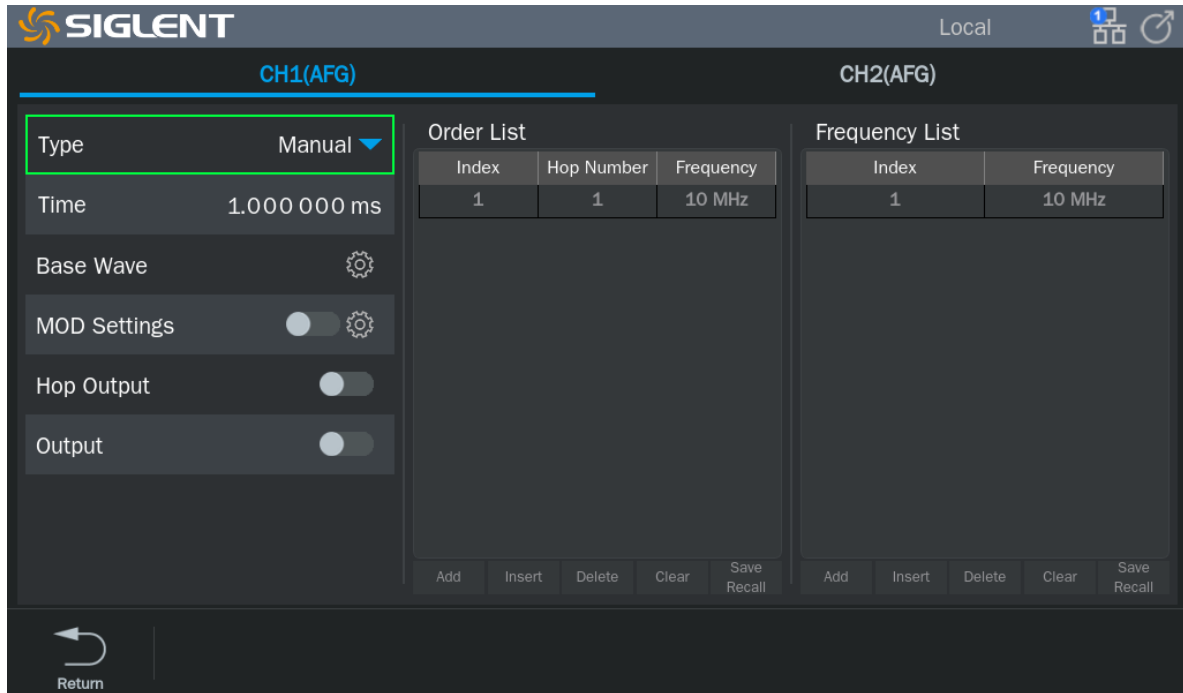 SIGLENT
Local
1
CH1(AFG)
CH2(AFG)
Type Manual
Time 1.000 000 ms
Base Wave
MOD Settings
Hop Output
Output
Order List
Index Hop Number Frequency
1 1 10 MHz
Add Insert Delete Clear Save
Recall
Frequency List
Index Frequency
1 10 MHz
Add Insert Delete Clear Save
Recall
Return